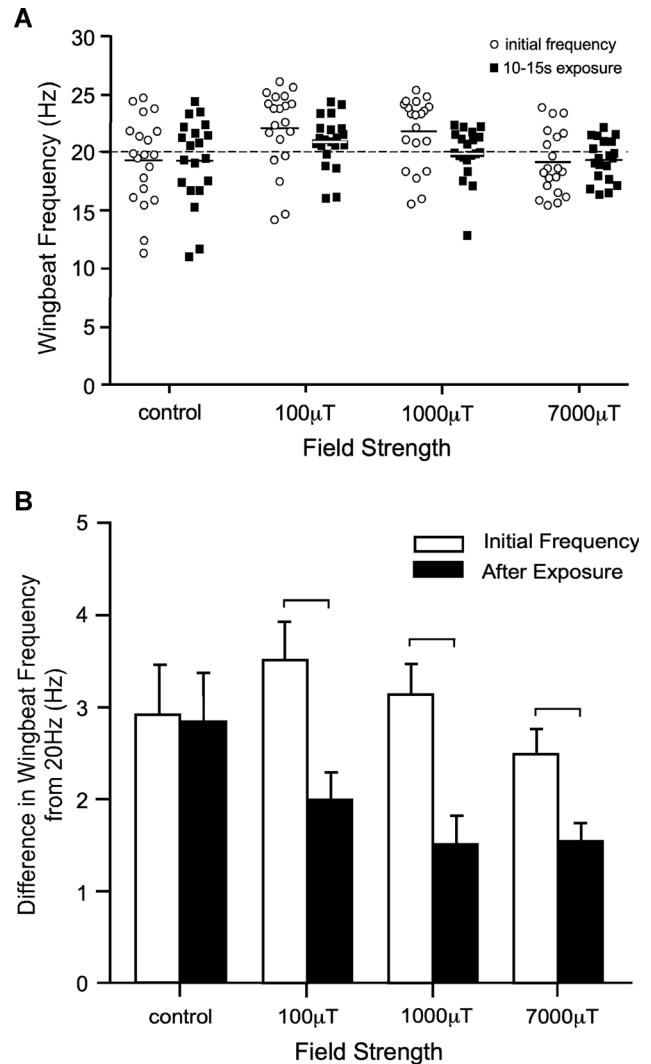 A
30
25
20
15
10
5
0
Wingbeat Frequency (Hz)
initial frequency
10-15s exposure
control 100μT 1000μT 7000μT
Field Strength
B
5
4
3
2
1
0
Difference in Wingbeat Frequency
from 20Hz (Hz)
Initial Frequency
After Exposure
control 100μT 1000μT 7000μT
Field Strength